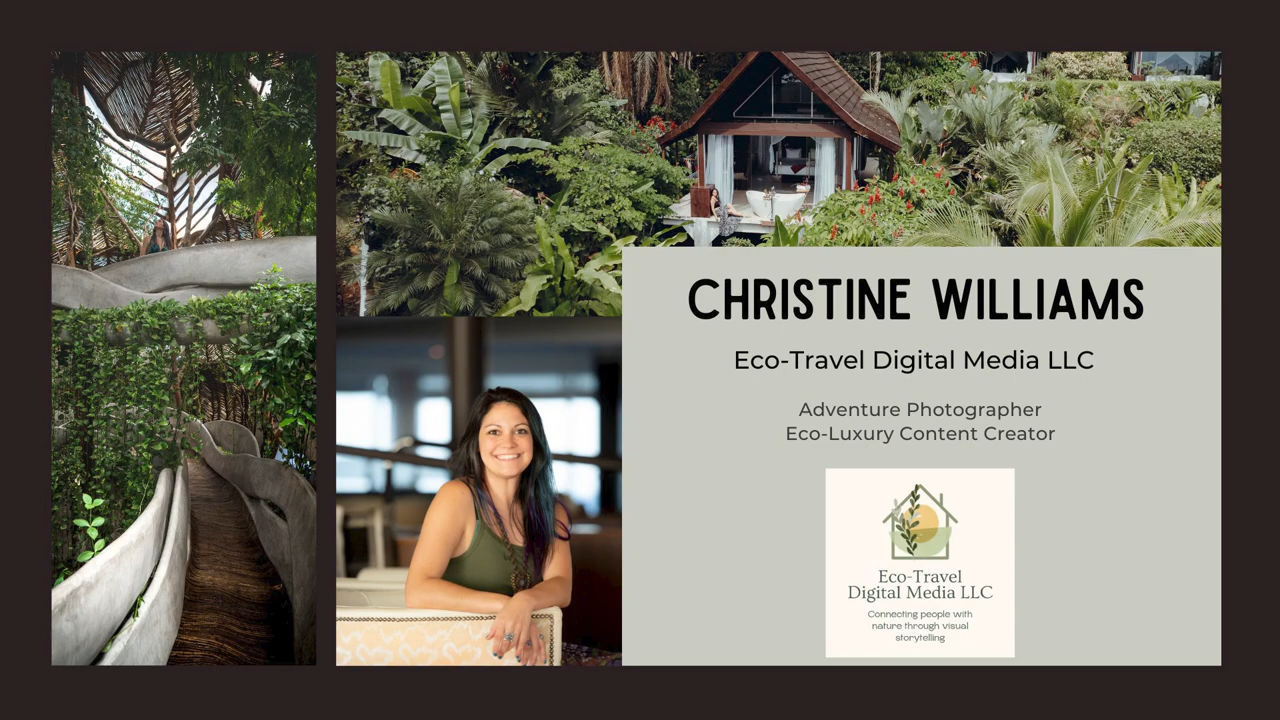 CHRISTINE WILLIAMS
Eco-Travel Digital Media LLC
Adventure Photographer
Eco-Luxury Content Creator
Eco-Travel
Digital Media LLC
Connecting people with
nature through visual
storytelling